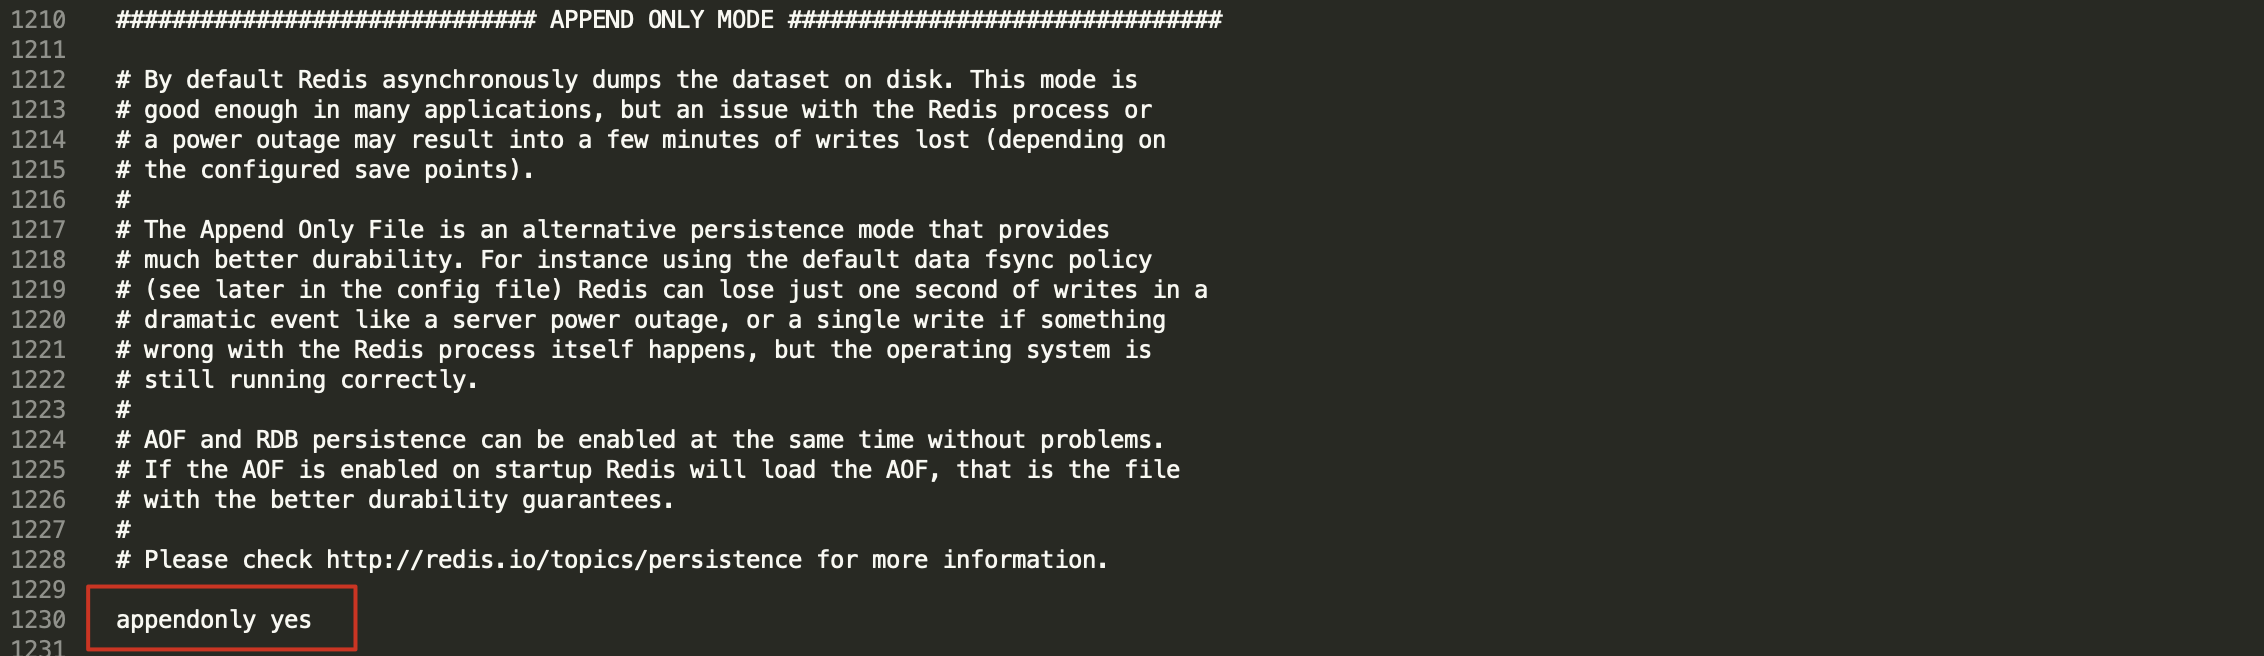 1210 ############################## APPEND ONLY MODE ###############################
1211
1212 # By default Redis asynchronously dumps the dataset on disk. This mode is
1213 # good enough in many applications, but an issue with the Redis process or
1214 # a power outage may result into a few minutes of writes lost (depending on
1215 # the configured save points).
1216 #
1217 # The Append Only File is an alternative persistence mode that provides
1218 # much better durability. For instance using the default data fsync policy
1219 # (see later in the config file) Redis can lose just one second of writes in a
1220 # dramatic event like a server power outage, or a single write if something
1221 # wrong with the Redis process itself happens, but the operating system is
1222 # still running correctly.
1223 #
1224 # AOF and RDB persistence can be enabled at the same time without problems.
1225 # If the AOF is enabled on startup Redis will load the AOF, that is the file
1226 # with the better durability guarantees.
1227 #
1228 # Please check http://redis.io/topics/persistence for more information.
1229
1230 appendonly yes
1231